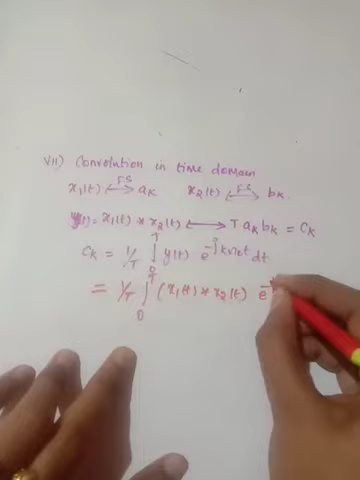 VII) Convolution in time domain
x₁(t) ←FS→ aₖ x₂(t) ←FS→ bₖ
y(t) = x₁(t) * x₂(t) ⟷ T aₖ bₖ = Cₖ
Cₖ = 1/T ∫₀ᵀ y(t) e^-jkω₀t dt
= 1/T ∫₀ᵀ (x₁(t) * x₂(t) e^-